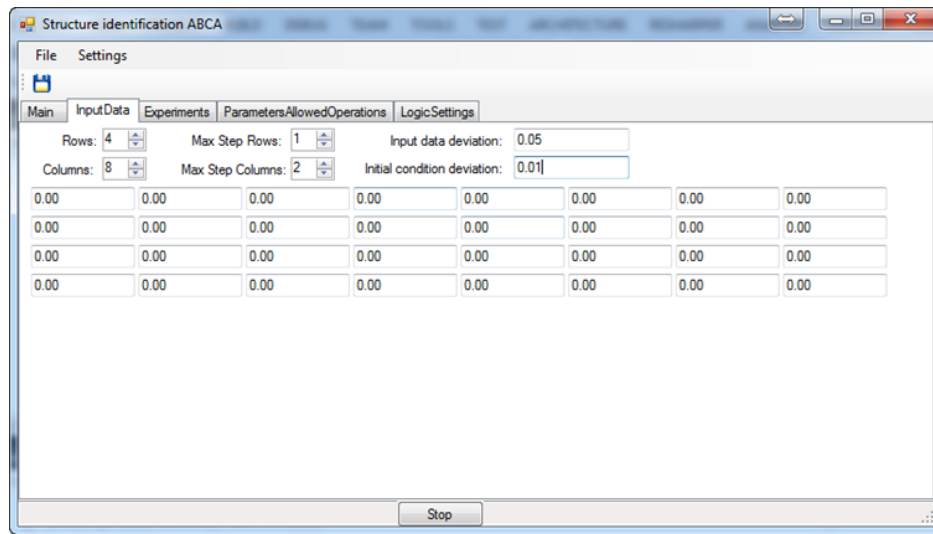 Structure identification ABCA
File Settings
Main InputData Experiments ParametersAllowedOperations LogicSettings
Rows: 4 Max Step Rows: 1 Input data deviation: 0.05
Columns: 8 Max Step Columns: 2 Initial condition deviation: 0.01
0.00 0.00 0.00 0.00 0.00 0.00 0.00 0.00
0.00 0.00 0.00 0.00 0.00 0.00 0.00 0.00
0.00 0.00 0.00 0.00 0.00 0.00 0.00 0.00
0.00 0.00 0.00 0.00 0.00 0.00 0.00 0.00
Stop